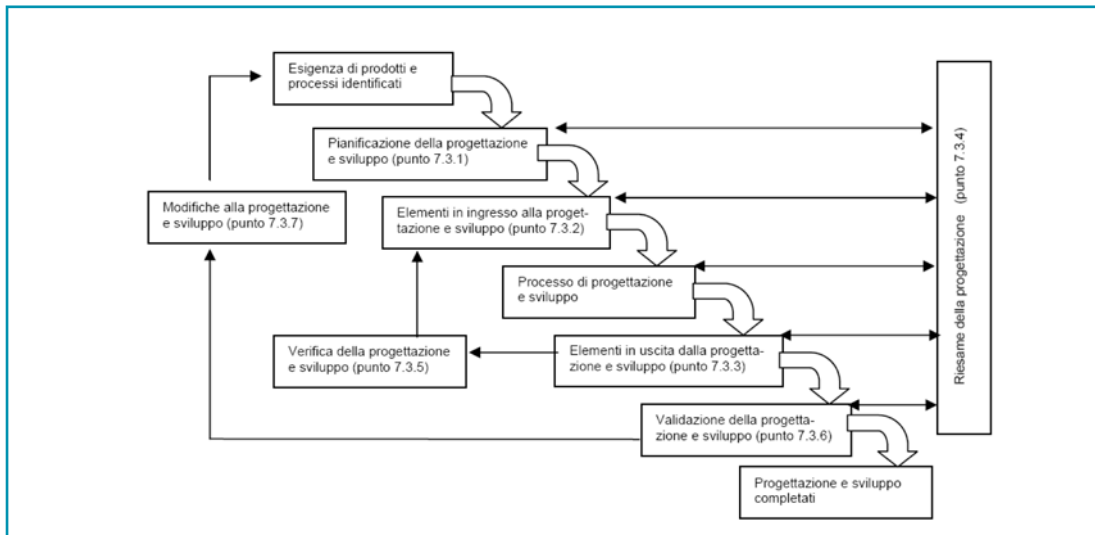 Esigenza di prodotti e
processi identificati
Pianificazione della progettazione
e sviluppo (punto 7.3.1)
Modifiche alla progettazione
e sviluppo (punto 7.3.7)
Elementi in ingresso alla proget-
tazione e sviluppo (punto 7.3.2)
Processo di progettazione
e sviluppo
Verifica della progettazione
e sviluppo (punto 7.3.5)
Elementi in uscita dalla progetta-
zione e sviluppo (punto 7.3.3)
Validazione della progetta-
zione e sviluppo (punto 7.3.6)
Progettazione e sviluppo
completati
Riesame della progettazione (punto 7.3.4)